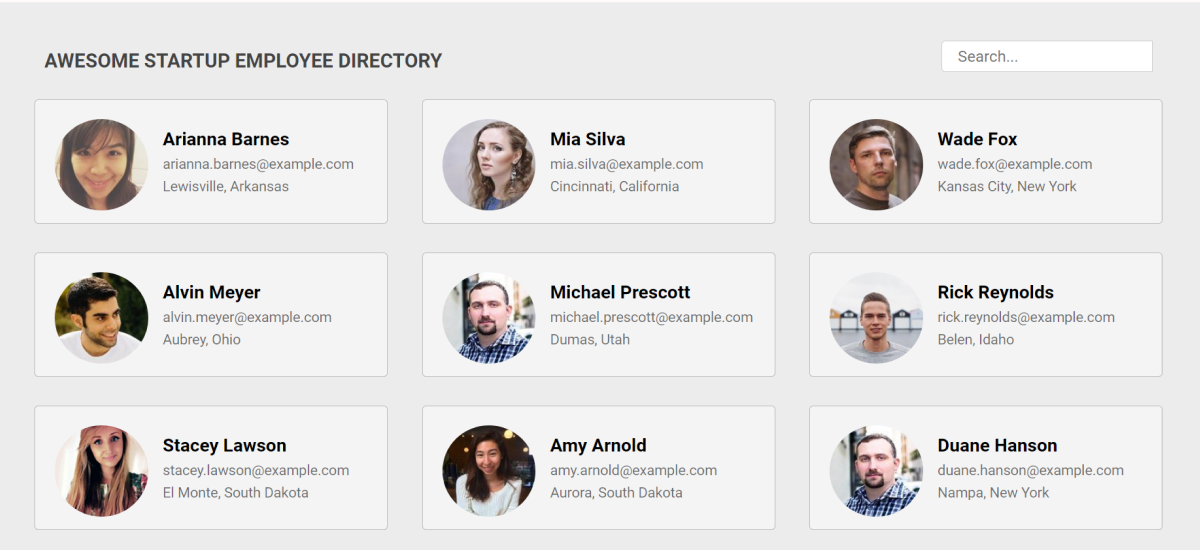 AWESOME STARTUP EMPLOYEE DIRECTORY
Search...
Arianna Barnes
arianna.barnes@example.com
Lewisville, Arkansas
Mia Silva
mia.silva@example.com
Cincinnati, California
Wade Fox
wade.fox@example.com
Kansas City, New York
Alvin Meyer
alvin.meyer@example.com
Aubrey, Ohio
Michael Prescott
michael.prescott@example.com
Dumas, Utah
Rick Reynolds
rick.reynolds@example.com
Belen, Idaho
Stacey Lawson
stacey.lawson@example.com
El Monte, South Dakota
Amy Arnold
amy.arnold@example.com
Aurora, South Dakota
Duane Hanson
duane.hanson@example.com
Nampa, New York